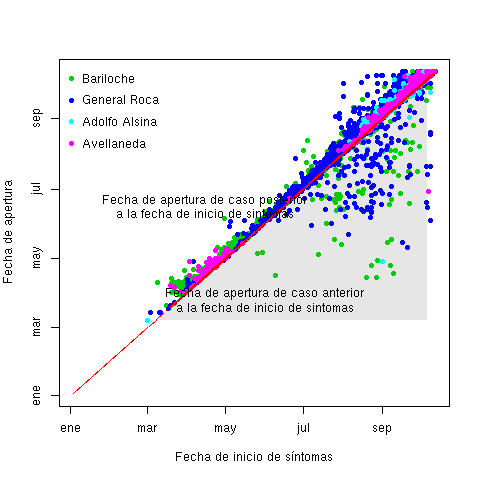 Bariloche
General Roca
Adolfo Alsina
Avellaneda
Fecha de apertura de caso posterior
a la fecha de inicio de sintomas
Fecha de apertura de caso anterior
a la fecha de inicio de sintomas
Fecha de apertura
ene
mar
may
jul
sep
ene
mar
may
jul
sep
Fecha de inicio de síntomas